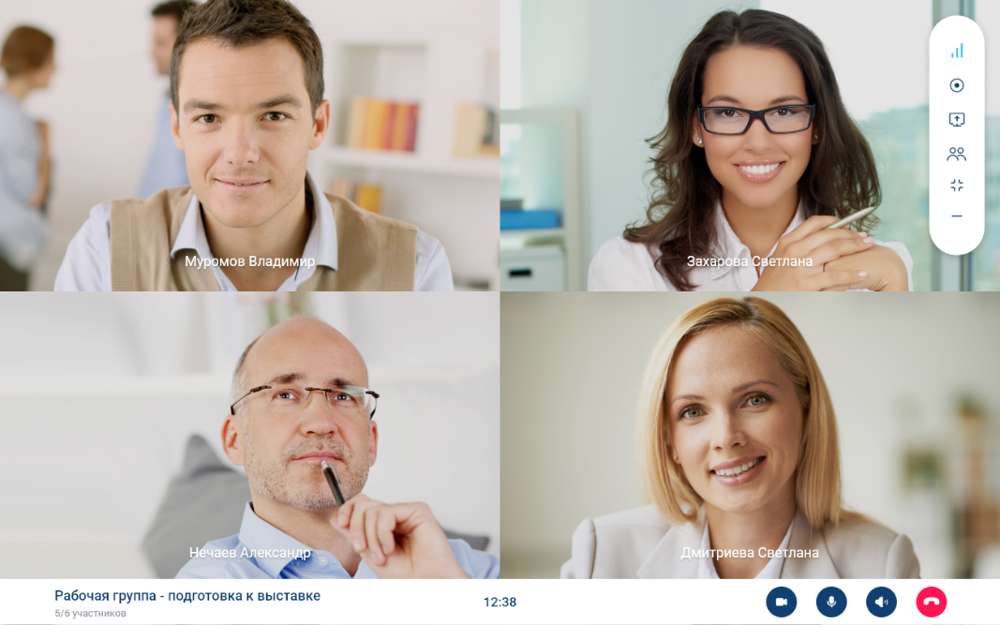 Муромов Владимир
Захарова Светлана
Нечаев Александр
Дмитриева Светлана
Рабочая группа - подготовка к выставке
5/6 участников
12:38